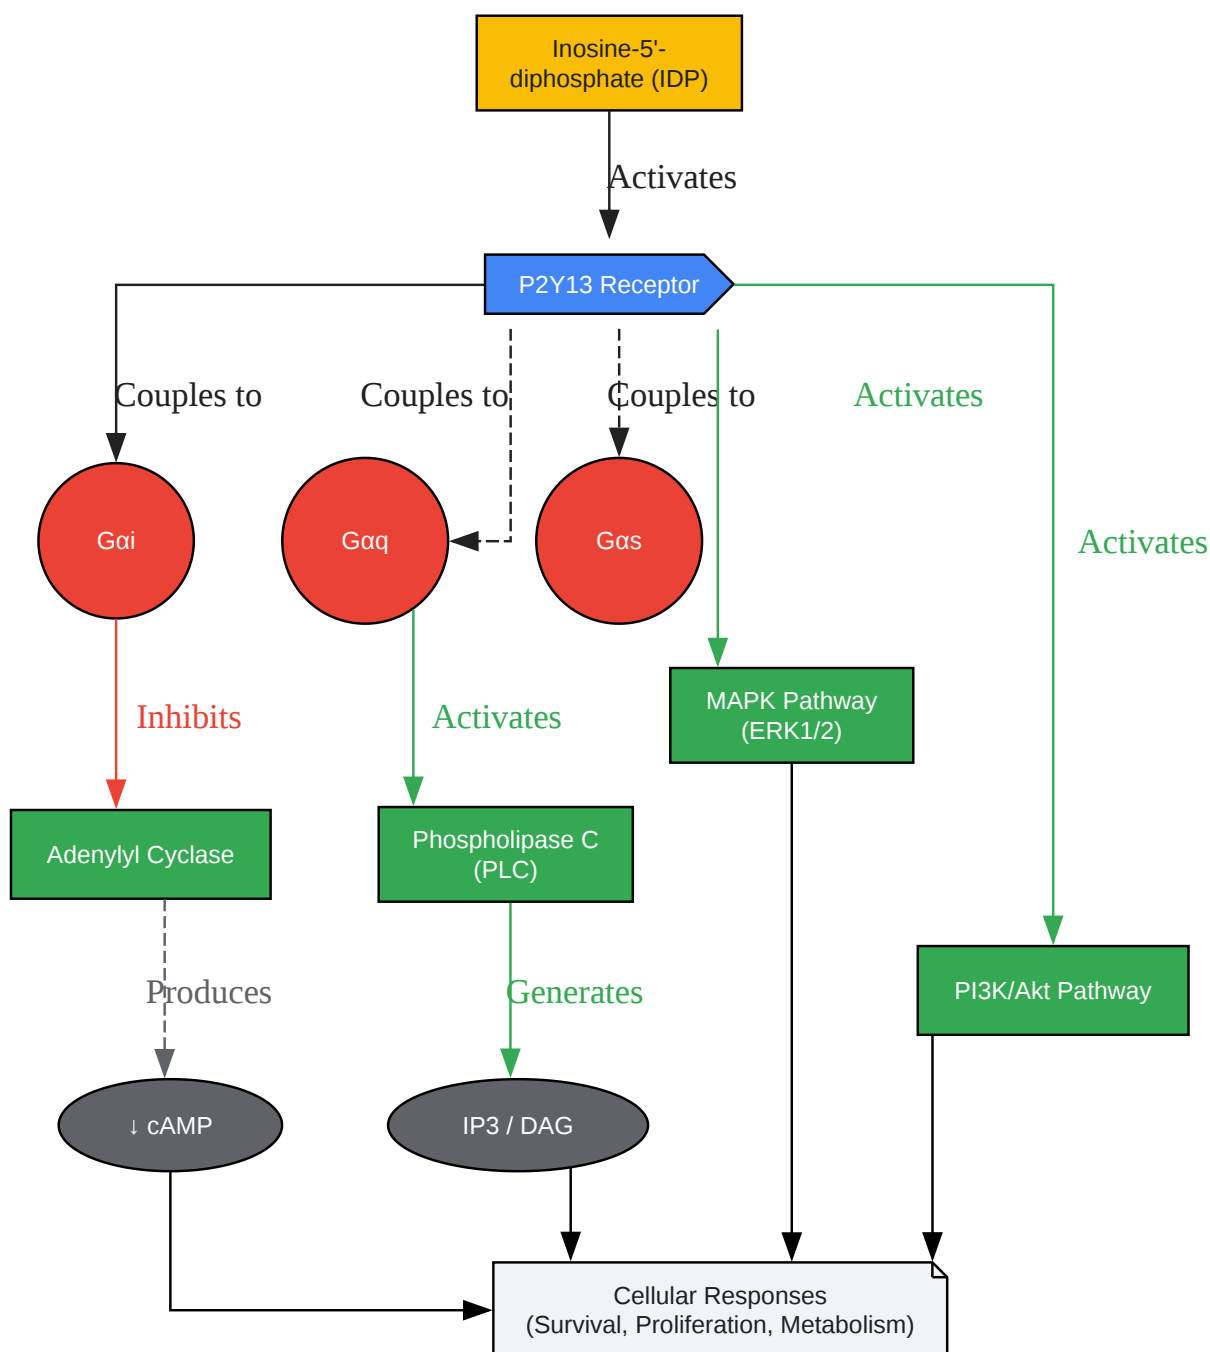 Inosine-5'-
diphosphate (IDP)
Activates
P2Y13 Receptor
Couples to
Couples to
Couples to
Activates
Gαi
Gαq
Gαs
Activates
Inhibits
Activates
MAPK Pathway
(ERK1/2)
Adenylyl Cyclase
Phospholipase C
(PLC)
Produces
Generates
PI3K/Akt Pathway
↓ cAMP
IP3 / DAG
Cellular Responses
(Survival, Proliferation, Metabolism)